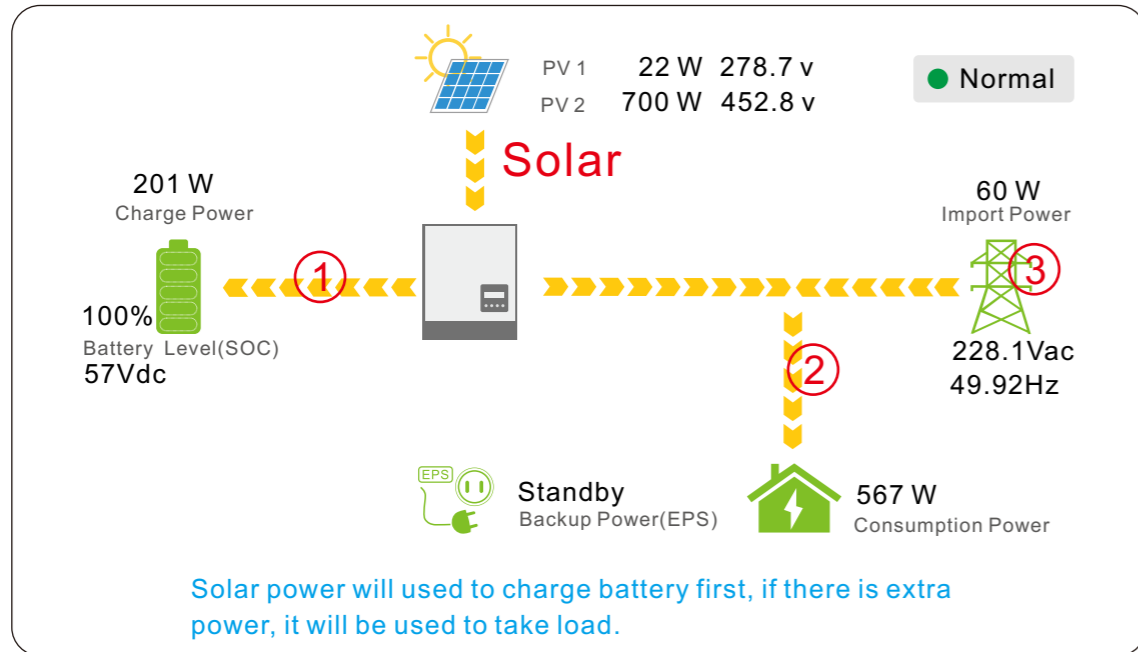 PV 1 22 W 278.7 v
PV 2 700 W 452.8 v
Normal
Solar
201 W
Charge Power
60 W
Import Power
1
3
100%
Battery Level(SOC)
57Vdc
228.1Vac
49.92Hz
2
EPS
Standby
Backup Power(EPS)
567 W
Consumption Power
Solar power will used to charge battery first, if there is extra
power, it will be used to take load.